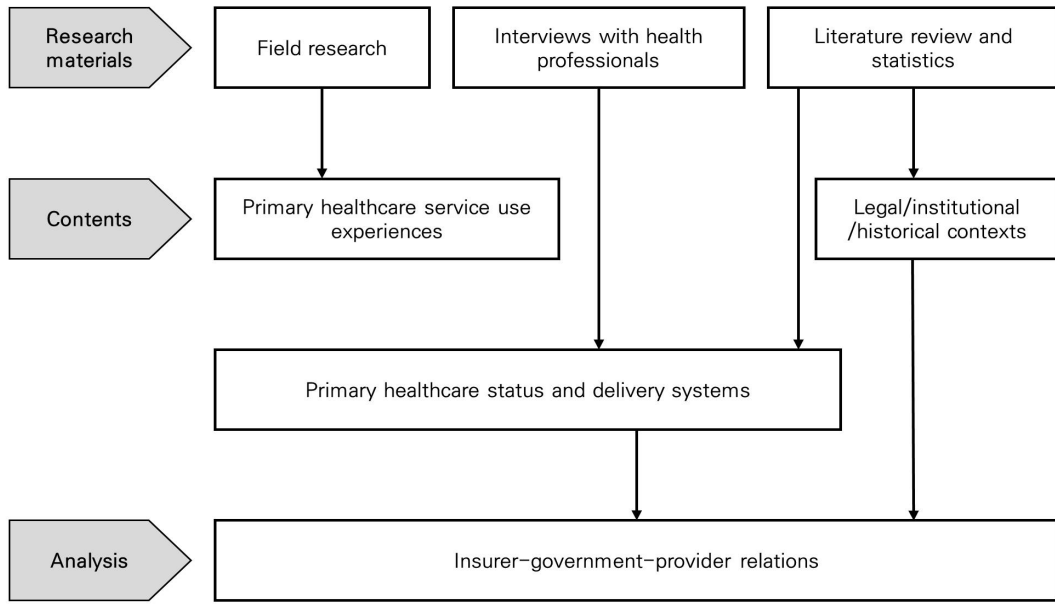 Research
materials
Field research
Interviews with health
professionals
Literature review and
statistics
Contents
Primary healthcare service use
experiences
Legal/institutional
/historical contexts
Primary healthcare status and delivery systems
Analysis
Insurer-government-provider relations